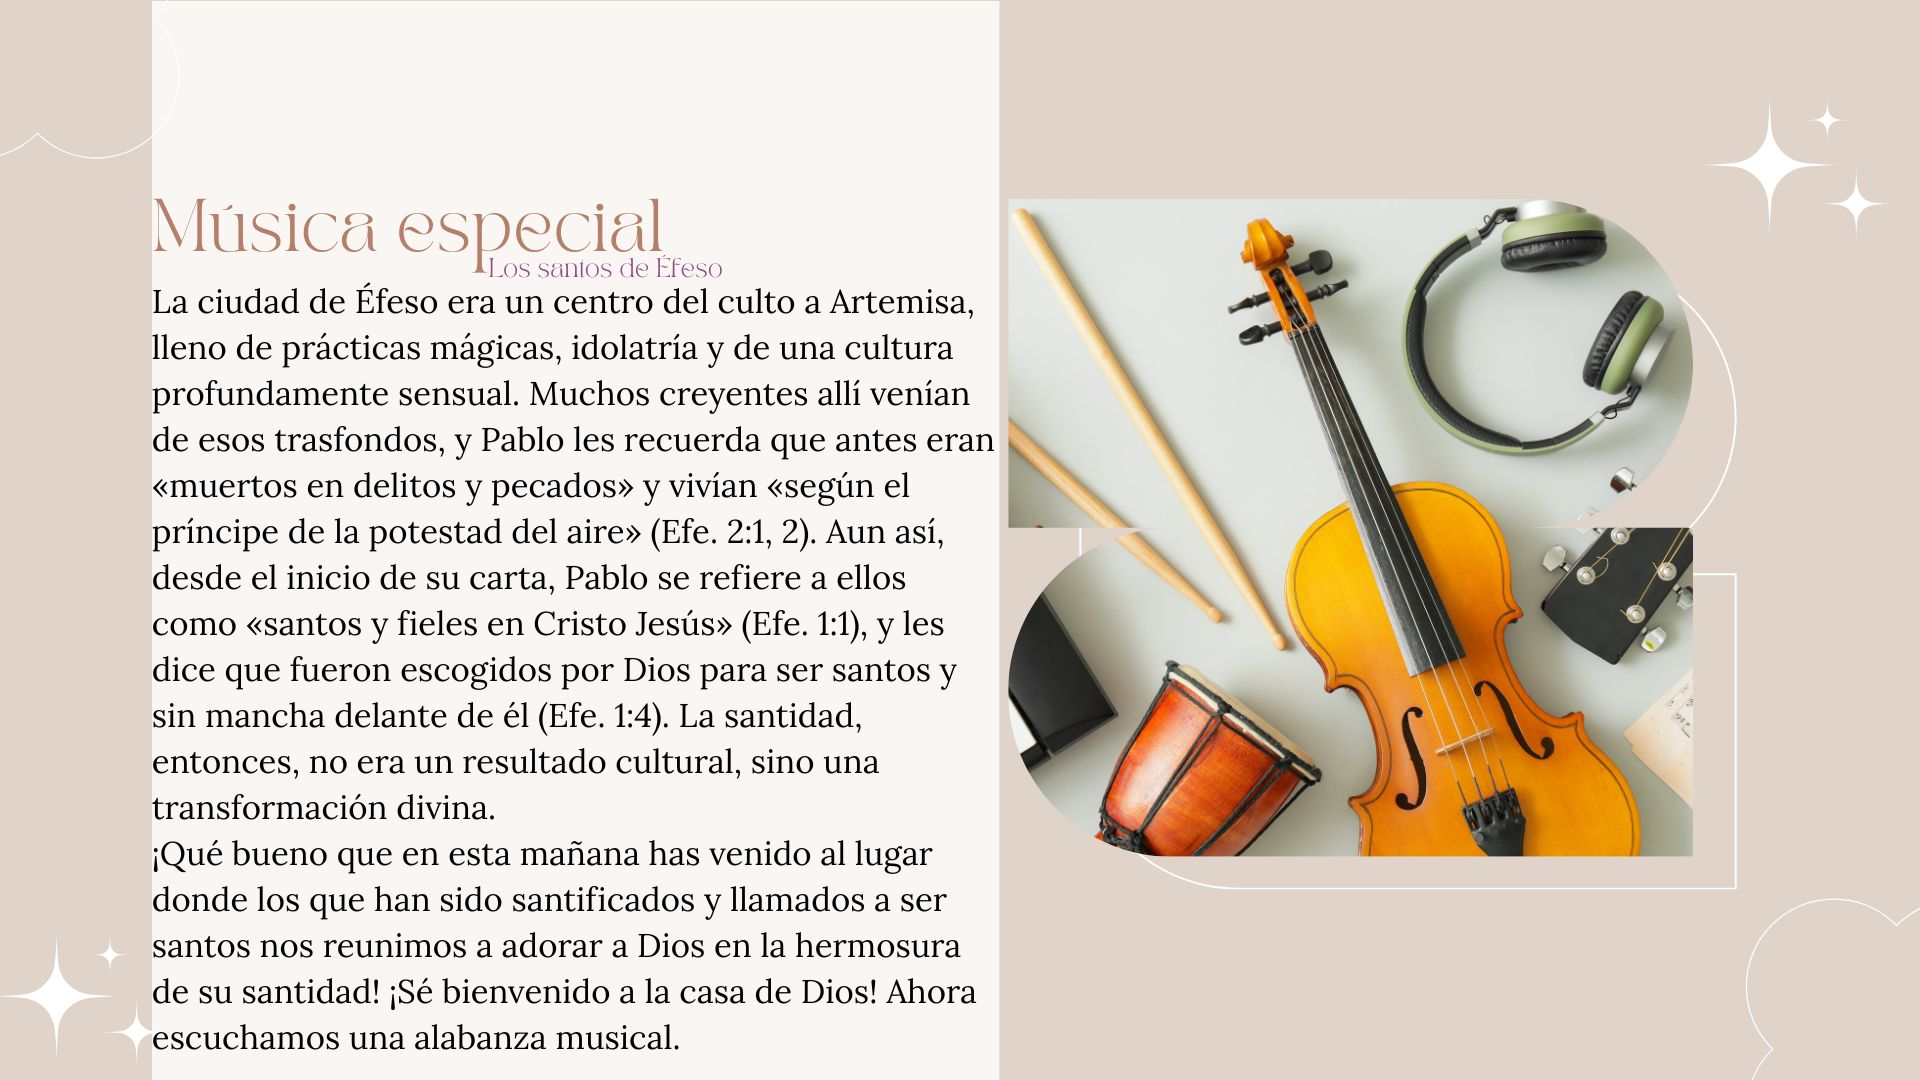 Música especial
Los santos de Éfeso
La ciudad de Éfeso era un centro del culto a Artemisa,
lleno de prácticas mágicas, idolatría y de una cultura
profundamente sensual. Muchos creyentes allí venían
de esos trasfondos, y Pablo les recuerda que antes eran
«muertos en delitos y pecados» y vivían «según el
príncipe de la potestad del aire» (Efe. 2:1, 2). Aun así,
desde el inicio de su carta, Pablo se refiere a ellos
como «santos y fieles en Cristo Jesús» (Efe. 1:1), y les
dice que fueron escogidos por Dios para ser santos y
sin mancha delante de él (Efe. 1:4). La santidad,
entonces, no era un resultado cultural, sino una
transformación divina.
¡Qué bueno que en esta mañana has venido al lugar
donde los que han sido santificados y llamados a ser
santos nos reunimos a adorar a Dios en la hermosura
de su santidad! ¡Sé bienvenido a la casa de Dios! Ahora
escuchamos una alabanza musical.